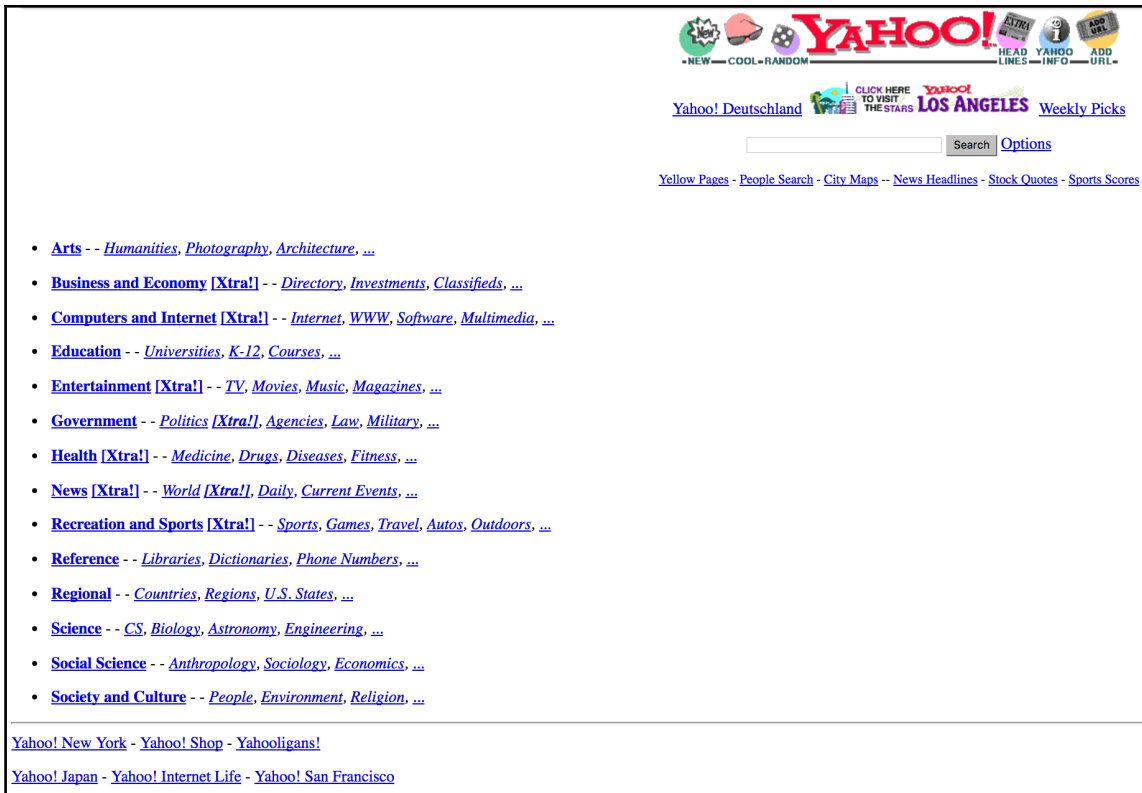 New EXTRA i ADD URL
YAHOO!
NEW COOL RANDOM HEAD LINES YAHOO INFO ADD URL
Yahoo! Deutschland CLICK HERE TO VISIT THE STARS YAHOO! LOS ANGELES Weekly Picks
Search Options
Yellow Pages - People Search - City Maps -- News Headlines - Stock Quotes - Sports Scores
• Arts - - Humanities, Photography, Architecture, ...
• Business and Economy [Xtra!] - - Directory, Investments, Classifieds, ...
• Computers and Internet [Xtra!] - - Internet, WWW, Software, Multimedia, ...
• Education - - Universities, K-12, Courses, ...
• Entertainment [Xtra!] - - TV, Movies, Music, Magazines, ...
• Government - - Politics [Xtra!], Agencies, Law, Military, ...
• Health [Xtra!] - - Medicine, Drugs, Diseases, Fitness, ...
• News [Xtra!] - - World [Xtra!], Daily, Current Events, ...
• Recreation and Sports [Xtra!] - - Sports, Games, Travel, Autos, Outdoors, ...
• Reference - - Libraries, Dictionaries, Phone Numbers, ...
• Regional - - Countries, Regions, U.S. States, ...
• Science - - CS, Biology, Astronomy, Engineering, ...
• Social Science - - Anthropology, Sociology, Economics, ...
• Society and Culture - - People, Environment, Religion, ...
Yahoo! New York - Yahoo! Shop - Yahooligans!
Yahoo! Japan - Yahoo! Internet Life - Yahoo! San Francisco